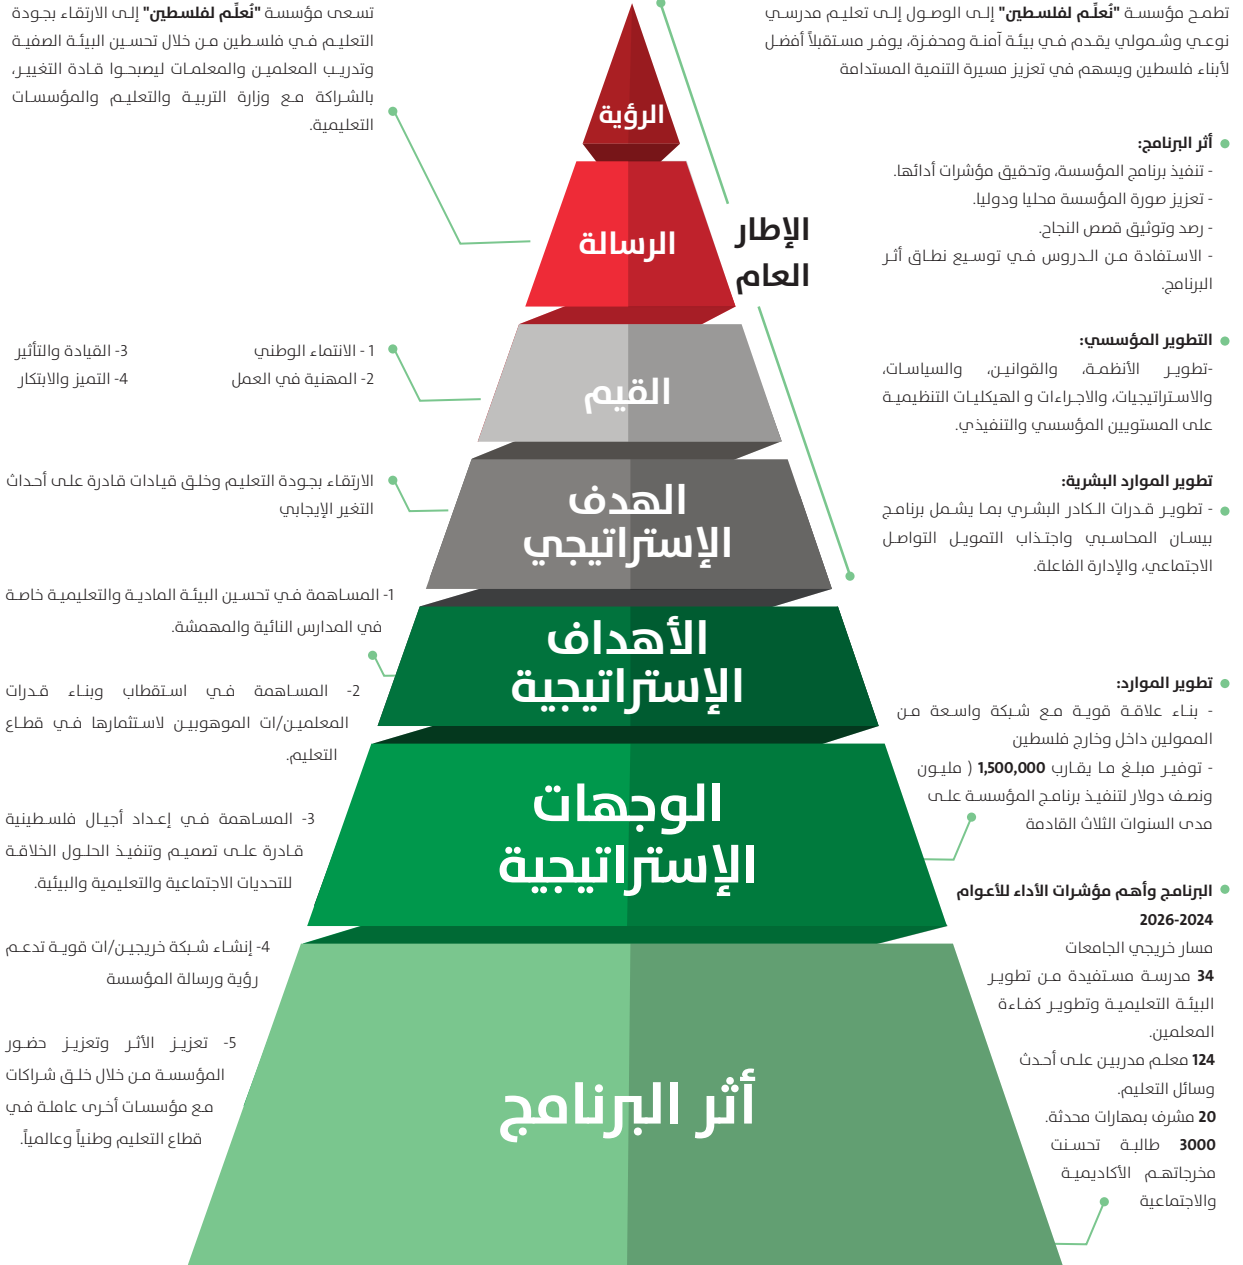 تطمح مؤسسة "نُعلّم لفلسطين" إلى الوصول إلى تعليم مدرسي
نوعي وشمولي يقدم في بيئة آمنة ومحفزة، يوفر مستقبلاً أفضل
لأبناء فلسطين ويسهم في تعزيز مسيرة التنمية المستدامة
أثر البرنامج:
- تنفيذ برنامج المؤسسة، وتحقيق مؤشرات أدائها.
- تعزيز صورة المؤسسة محليا ودوليا.
- رصد وتوثيق قصص النجاح.
- الاستفادة من الدروس في توسيع نطاق أثر
البرنامج.
التطوير المؤسسي:
-تطوير الأنظمة، والقوانين، والسياسات،
والاستراتيجيات، والاجراءات و الهيكليات التنظيمية
على المستويين المؤسسي والتنفيذي.
تطوير الموارد البشرية:
- تطوير قدرات الكادر البشري بما يشمل برنامج
بيسان المحاسبي واجتذاب التمويل التواصل
الاجتماعي، والإدارة الفاعلة.
تطوير الموارد:
- بناء علاقة قوية مع شبكة واسعة من
الممولين داخل وخارج فلسطين
- توفير مبلغ ما يقارب 1,500,000 ( مليون
ونصف دولار لتنفيذ برنامج المؤسسة على
مدى السنوات الثلاث القادمة
البرنامج وأهم مؤشرات الأداء للأعوام
2026-2024
مسار خريجي الجامعات
34 مدرسة مستفيدة من تطوير
البيئة التعليمية وتطوير كفاءة
المعلمين.
124 معلم مدربين على أحدث
وسائل التعليم.
20 مشرف بمهارات محدثة.
3000 طالبة تحسنت
مخرجاتهم الأكاديمية
والاجتماعية
الإطار
العام
الرؤية
الرسالة
القيم
الهدف
الإستراتيجي
الأهداف
الإستراتيجية
الوجهات
الإستراتيجية
أثر البرنامج
تسعى مؤسسة "نُعلّم لفلسطين" إلى الارتقاء بجودة
التعليم في فلسطين من خلال تحسين البيئة الصفية
وتدريب المعلمين والمعلمات ليصبحوا قادة التغيير،
بالشراكة مع وزارة التربية والتعليم والمؤسسات
التعليمية.
1 - الانتماء الوطني
2- المهنية في العمل
3- القيادة والتأثير
4- التميز والابتكار
الارتقاء بجودة التعليم وخلق قيادات قادرة على أحداث
التغير الإيجابي
1- المساهمة في تحسين البيئة المادية والتعليمية خاصة
في المدارس النائية والمهمشة.
2- المساهمة في استقطاب وبناء قدرات
المعلمين/ات الموهوبين لاستثمارها في قطاع
التعليم.
3- المساهمة في إعداد أجيال فلسطينية
قادرة على تصميم وتنفيذ الحلول الخلاقة
للتحديات الاجتماعية والتعليمية والبيئية.
4- إنشاء شبكة خريجين/ات قوية تدعم
رؤية ورسالة المؤسسة
5- تعزيز الأثر وتعزيز حضور
المؤسسة من خلال خلق شراكات
مع مؤسسات أخرى عاملة في
قطاع التعليم وطنياً وعالمياً.